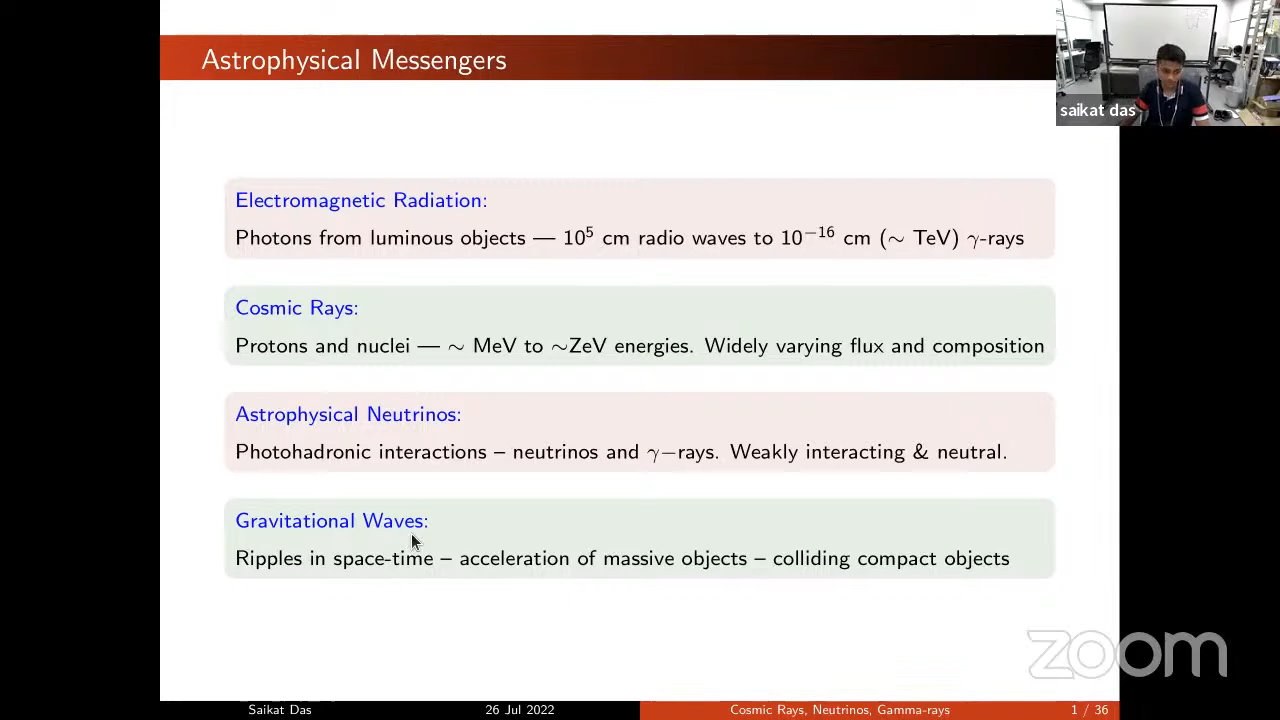 Astrophysical Messengers
saikat das
Electromagnetic Radiation:
Photons from luminous objects — 10⁵ cm radio waves to 10⁻¹⁶ cm (∼ TeV) γ-rays
Cosmic Rays:
Protons and nuclei — ∼ MeV to ∼ZeV energies. Widely varying flux and composition
Astrophysical Neutrinos:
Photohadronic interactions – neutrinos and γ−rays. Weakly interacting & neutral.
Gravitational Waves:
Ripples in space-time – acceleration of massive objects – colliding compact objects
zoom
Saikat Das 26 Jul 2022 Cosmic Rays, Neutrinos, Gamma-rays 1 / 36